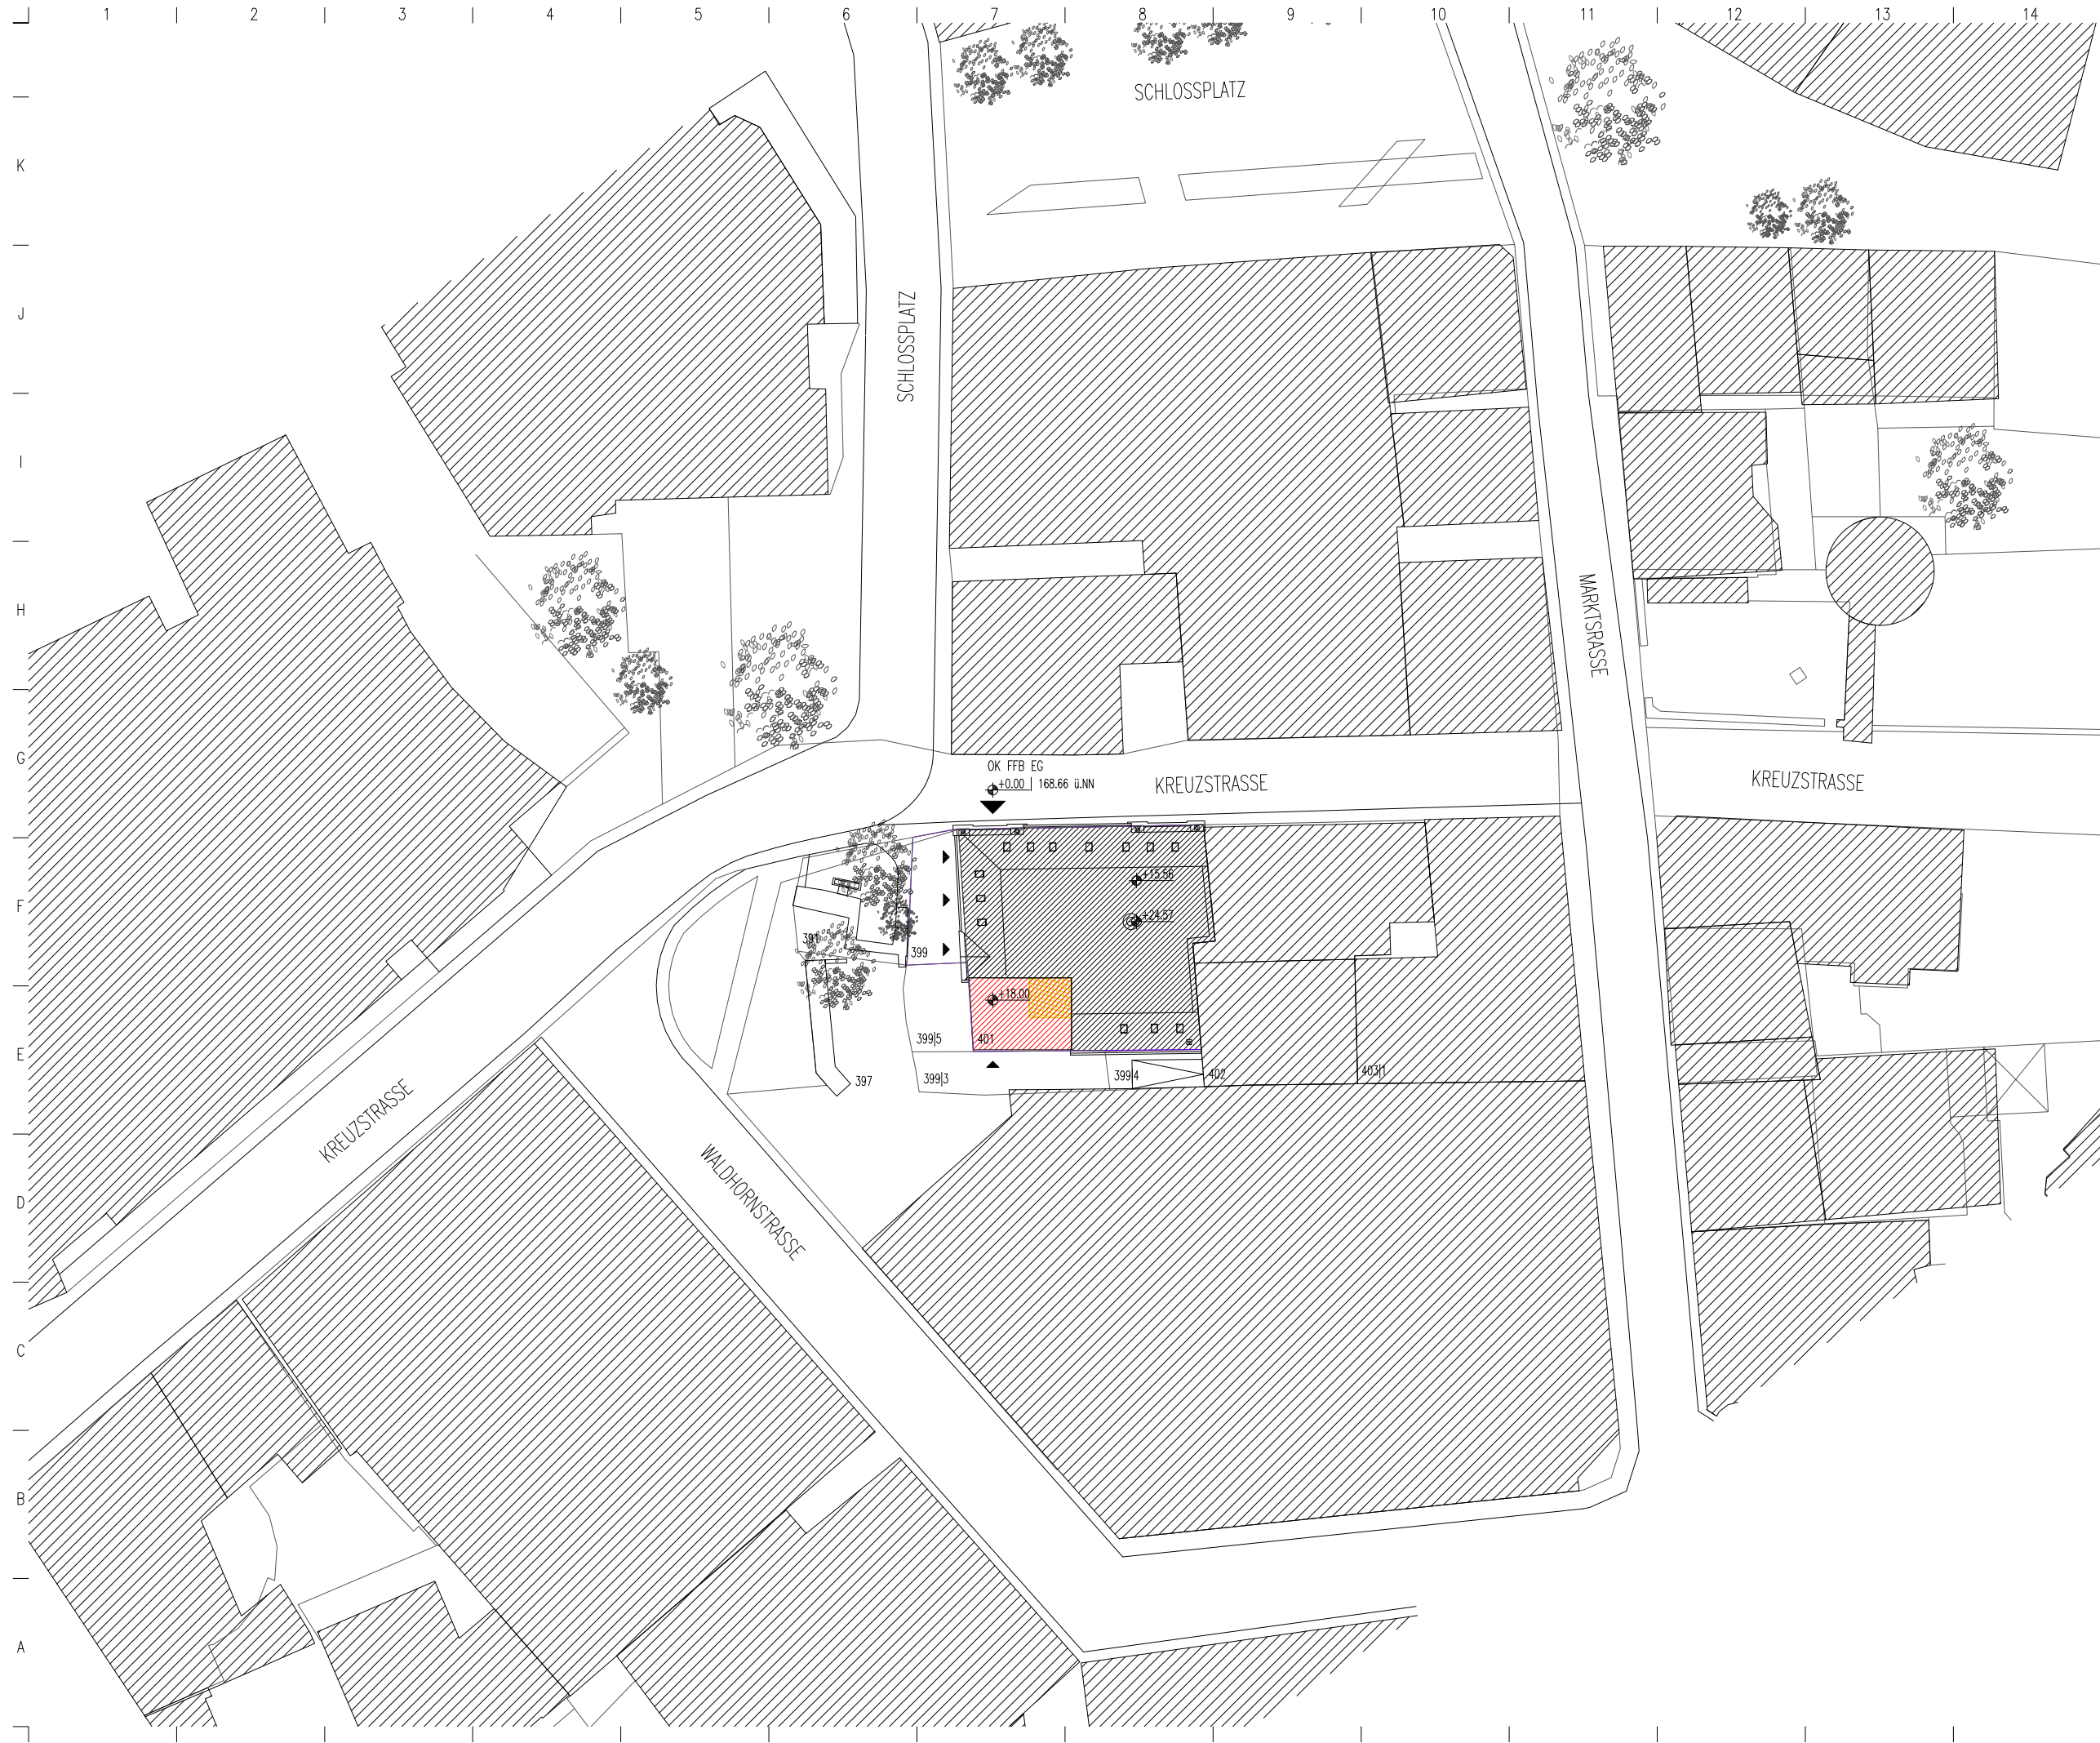 1 2 3 4 5 6 7 8 9 10 11 12 13 14
SCHLOSSPLATZ
K
J
SCHLOSSPLATZ
I
H
MARKTSRASSE
G
OK FFB EG
+0.00 | 168.66 ü.NN
KREUZSTRASSE
KREUZSTRASSE
+15.56
F
+24.57
391
399
+18.00
399|5
401
E
399|3
397
399|4
402
403|1
KREUZSTRASSE
WALDHORNSTRASSE
D
C
B
A